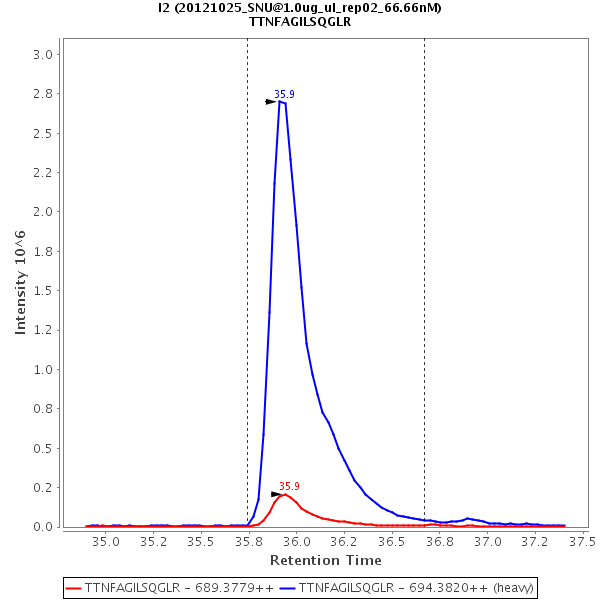 I2 (20121025_SNU@1.0ug_ul_rep02_66.66nM)
TTNFAGILSQGLR
3.0
2.8
2.5
2.2
2.0
1.8
1.5
1.2
1.0
0.8
0.5
0.2
0.0
Intensity 10^6
35.9
35.9
35.0 35.2 35.5 35.8 36.0 36.2 36.5 36.8 37.0 37.2 37.5
Retention Time
TTNFAGILSQGLR - 689.3779++ TTNFAGILSQGLR - 694.3820++ (heavy)